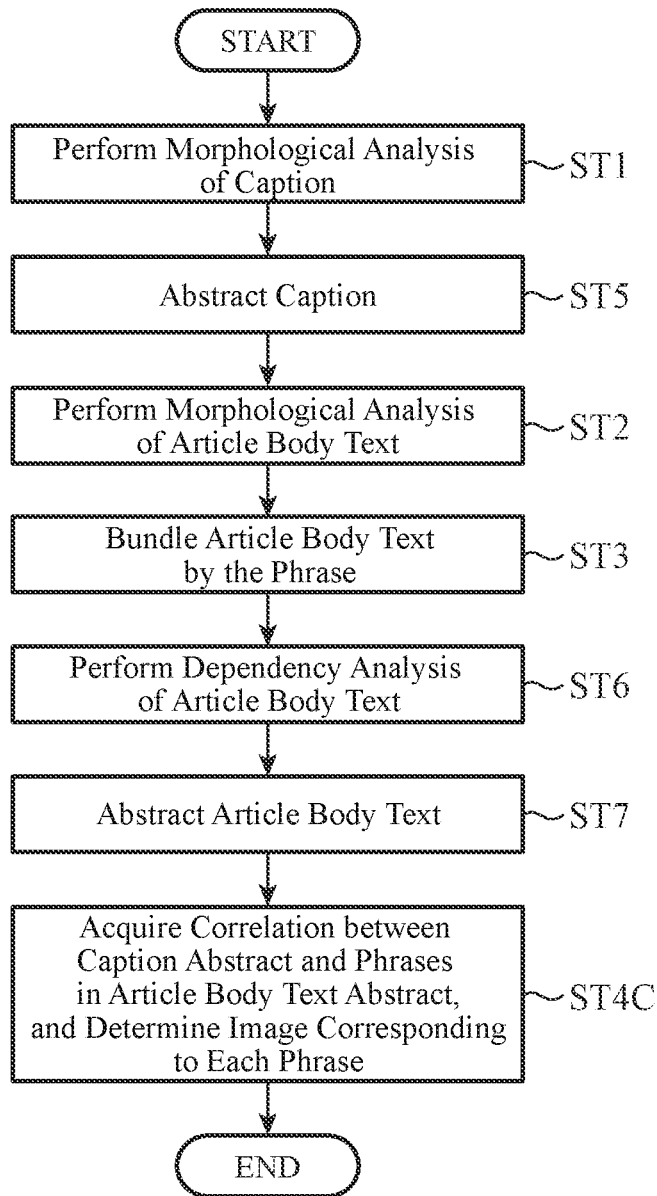 START
Perform Morphological Analysis
of Caption
ST1
Abstract Caption
ST5
Perform Morphological Analysis
of Article Body Text
ST2
Bundle Article Body Text
by the Phrase
ST3
Perform Dependency Analysis
of Article Body Text
ST6
Abstract Article Body Text
ST7
Acquire Correlation between
Caption Abstract and Phrases
in Article Body Text Abstract,
and Determine Image Corresponding
to Each Phrase
ST4C
END